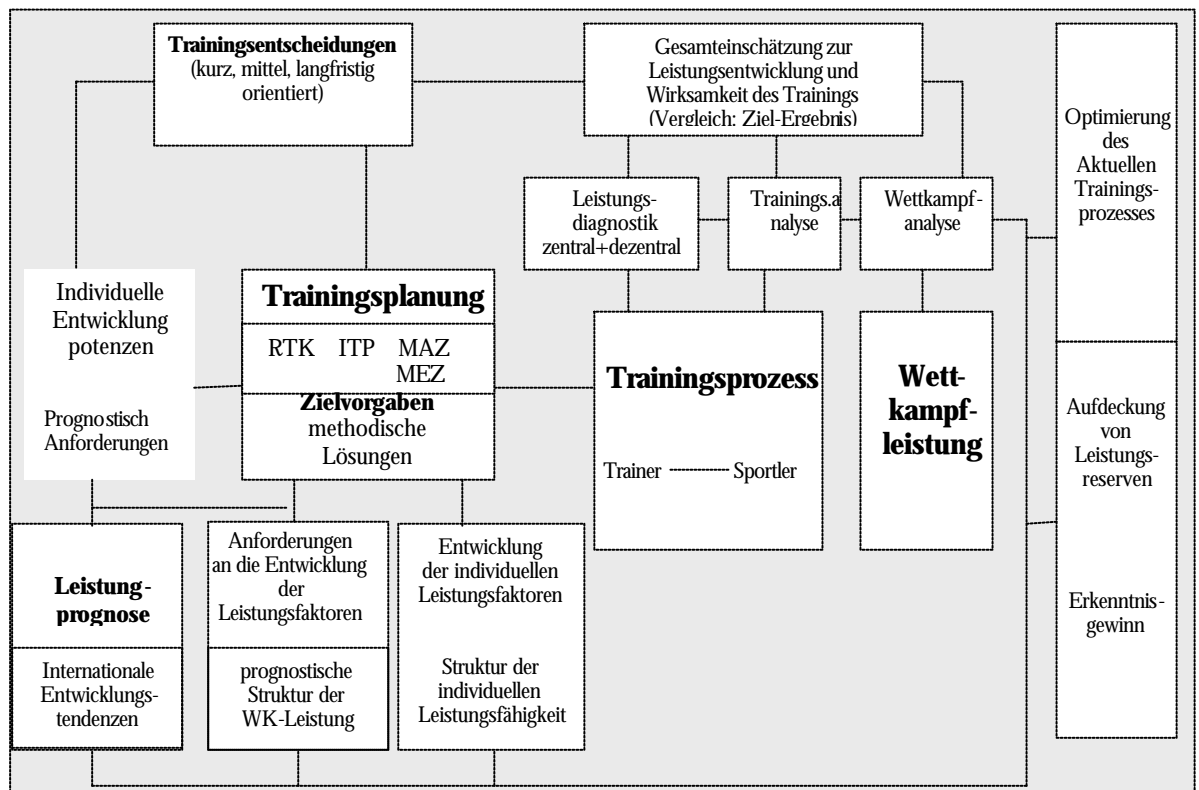 Trainingsentscheidungen
(kurz, mittel, langfristig
orientiert)
Gesamteinschätzung zur
Leistungsentwicklung und
Wirksamkeit des Trainings
(Vergleich: Ziel-Ergebnis)
Optimierung
des
Aktuellen
Trainings-
prozesses
Leistungs-
diagnostik
zentral+dezentral
Trainings.a
nalyse
Wettkampf-
analyse
Individuelle
Entwicklung
potenzen
Prognostisch
Anforderungen
Trainingsplanung
RTK ITP MAZ
MEZ
Zielvorgaben
methodische
Lösungen
Trainingsprozess
Trainer Sportler
Wett-
kampf-
leistung
Aufdeckung
von
Leistungs-
reserven
Erkenntnis-
gewinn
Leistung-
prognose
Internationale
Entwicklungs-
tendenzen
Anforderungen
an die Entwicklung
der
Leistungsfaktoren
prognostische
Struktur der
WK-Leistung
Entwicklung
der individuellen
Leistungsfaktoren
Struktur der
individuellen
Leistungsfähigkeit